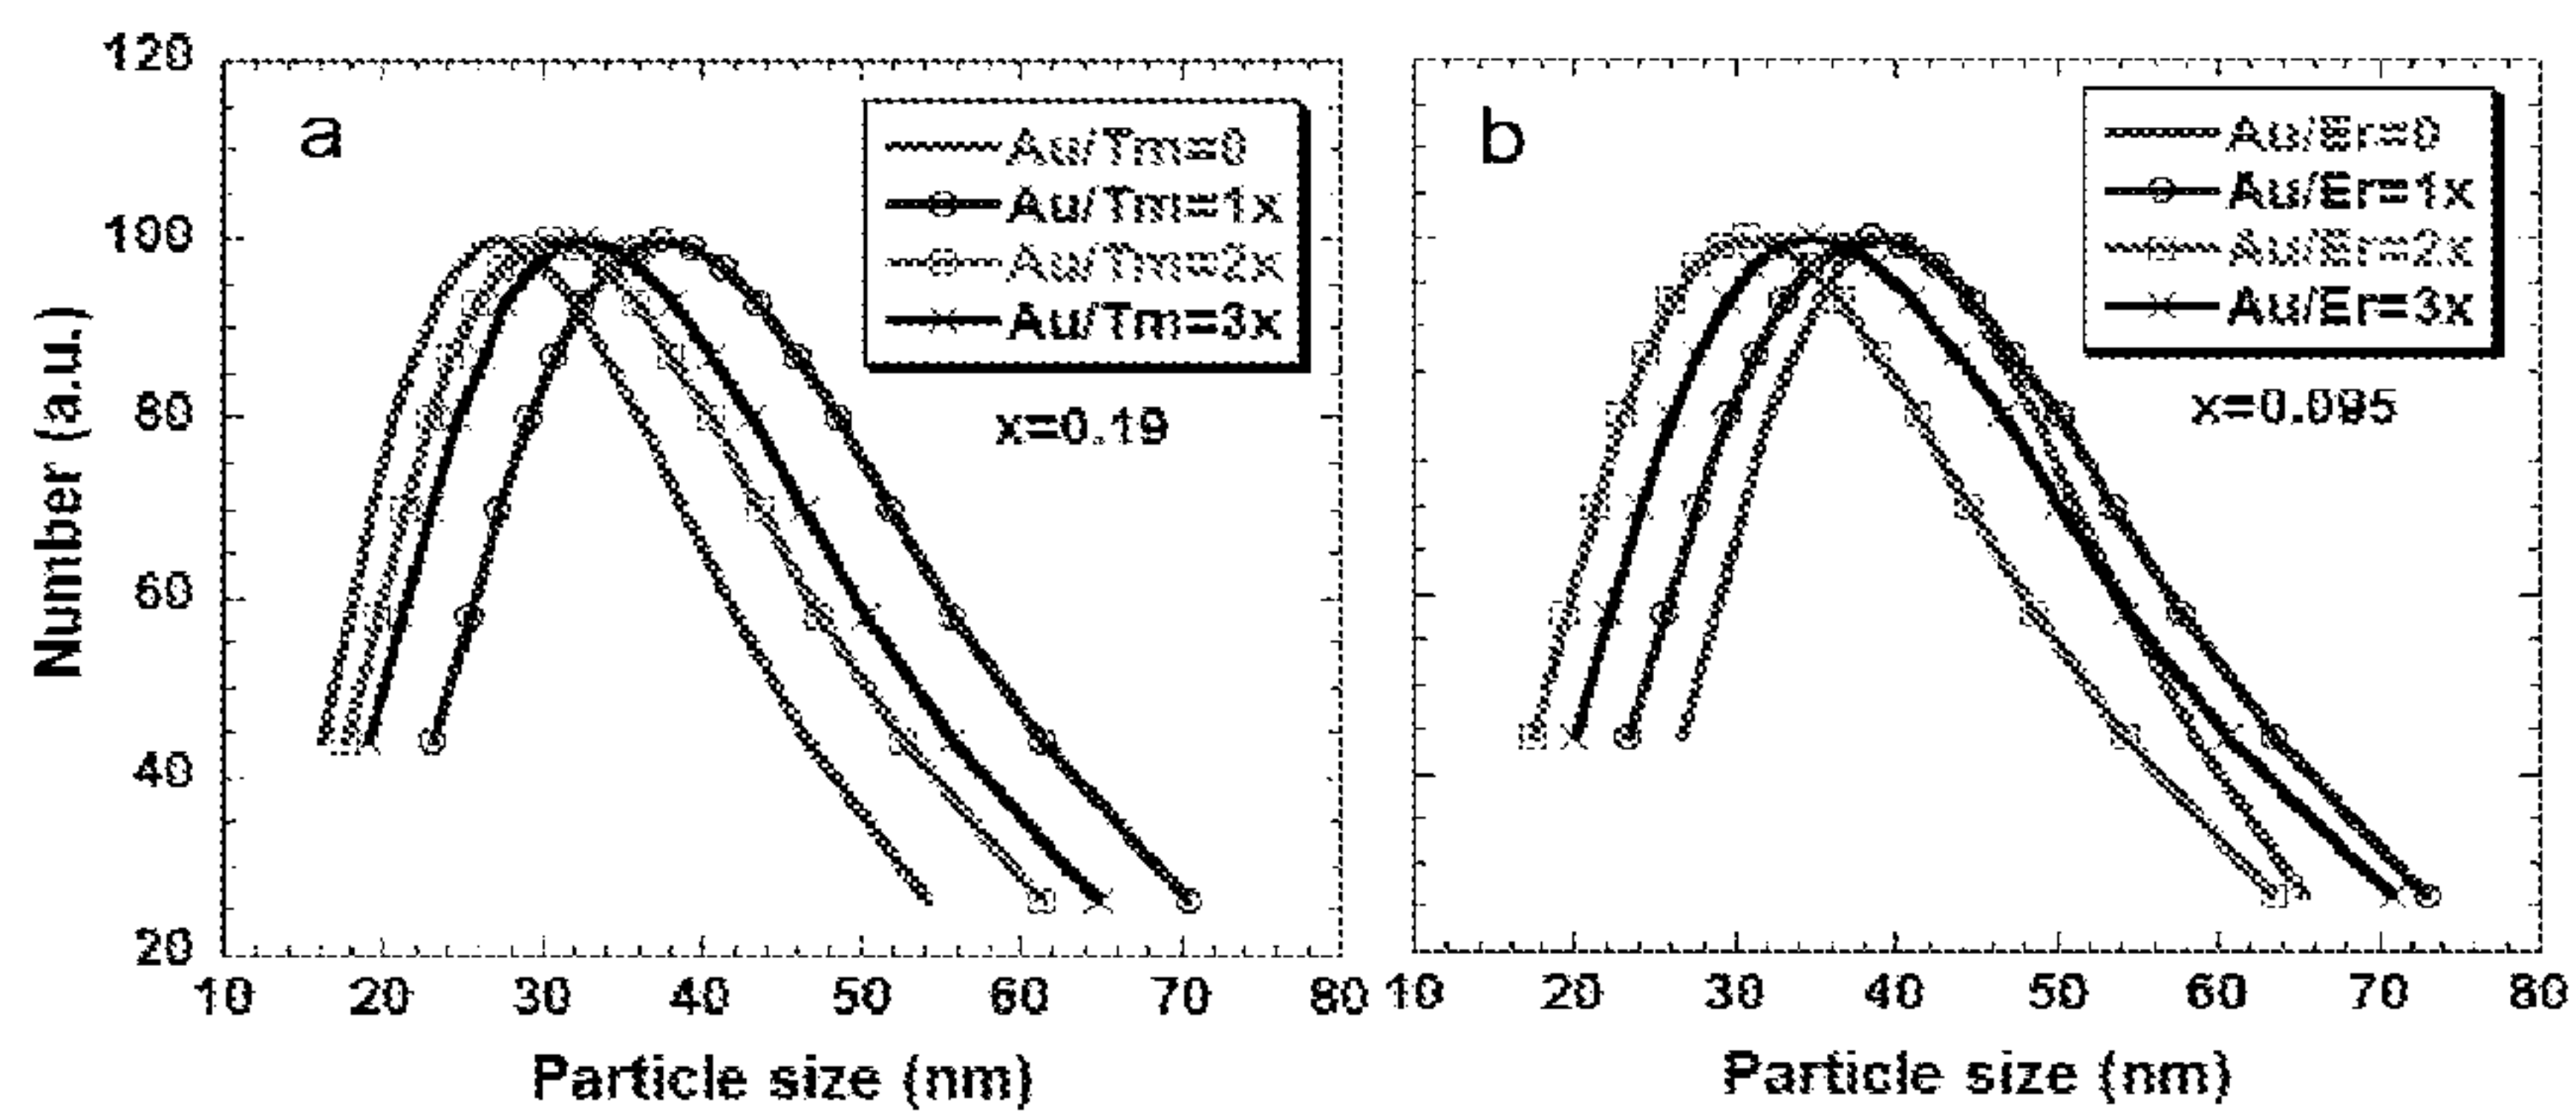 a
Au/Tm=0
Au/Tm=1x
Au/Tm=2x
Au/Tm=3x
x=0.19
120
100
80
60
40
20
Number (a.u.)
10 20 30 40 50 60 70 80
Particle size (nm)
b
Au/Er=0
Au/Er=1x
Au/Er=2x
Au/Er=3x
x=0.095
10 20 30 40 50 60 70 80
Particle size (nm)